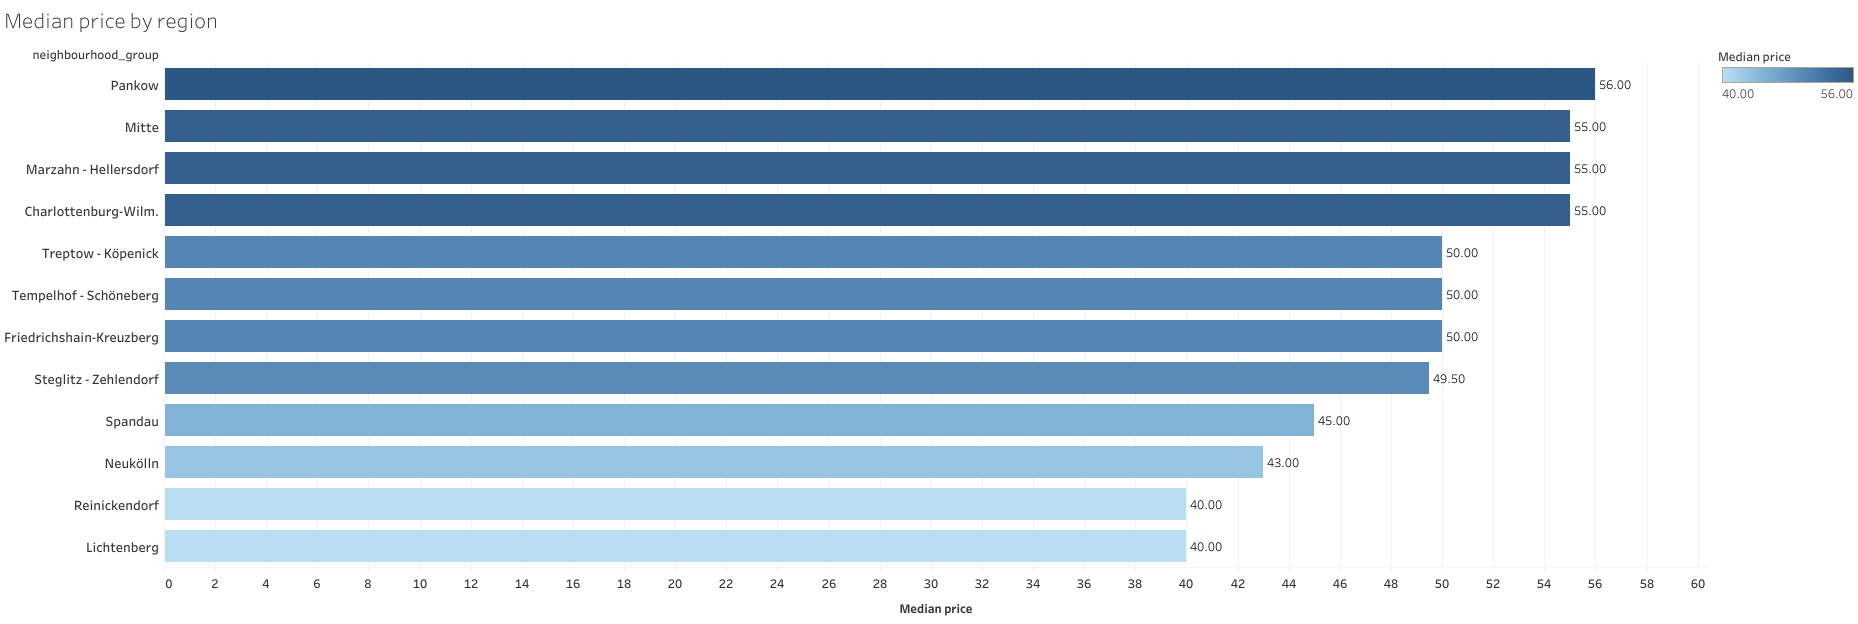 Median price by region
neighbourhood_group
Median price
40.00 56.00
Pankow 56.00
Mitte 55.00
Marzahn - Hellersdorf 55.00
Charlottenburg-Wilm. 55.00
Treptow - Köpenick 50.00
Tempelhof - Schöneberg 50.00
Friedrichshain-Kreuzberg 50.00
Steglitz - Zehlendorf 49.50
Spandau 45.00
Neukölln 43.00
Reinickendorf 40.00
Lichtenberg 40.00
0 2 4 6 8 10 12 14 16 18 20 22 24 26 28 30 32 34 36 38 40 42 44 46 48 50 52 54 56 58 60
Median price